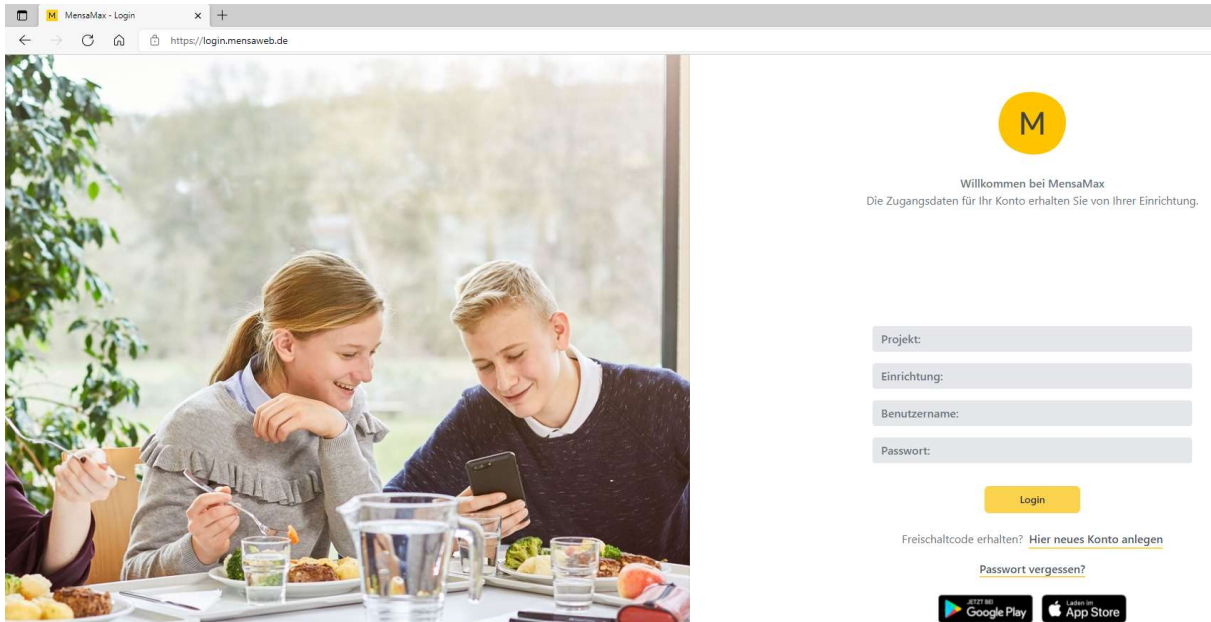 MensaMax - Login
https://login.mensaweb.de
M
Willkommen bei MensaMax
Die Zugangsdaten für Ihr Konto erhalten Sie von Ihrer Einrichtung.
Projekt:
Einrichtung:
Benutzername:
Passwort:
Login
Freischaltcode erhalten? Hier neues Konto anlegen
Passwort vergessen?
JETZT BEI
Google Play
Laden im
App Store